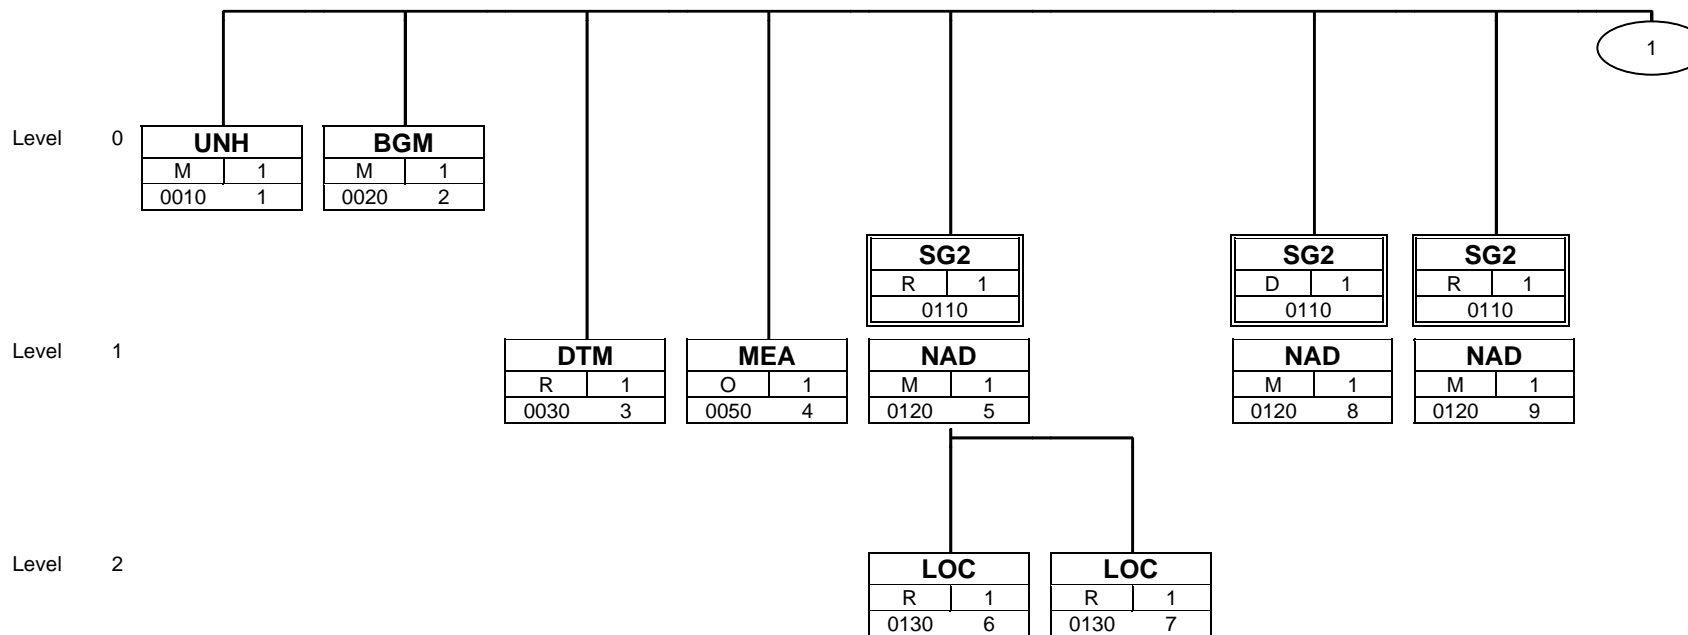 1
Level 0
UNH BGM
M 1 M 1
0010 1 0020 2
SG2 SG2 SG2
R 1 D 1 R 1
0110 0110 0110
Level 1
DTM MEA NAD NAD NAD
R 1 O 1 M 1 M 1 M 1
0030 3 0050 4 0120 5 0120 8 0120 9
Level 2
LOC LOC
R 1 R 1
0130 6 0130 7